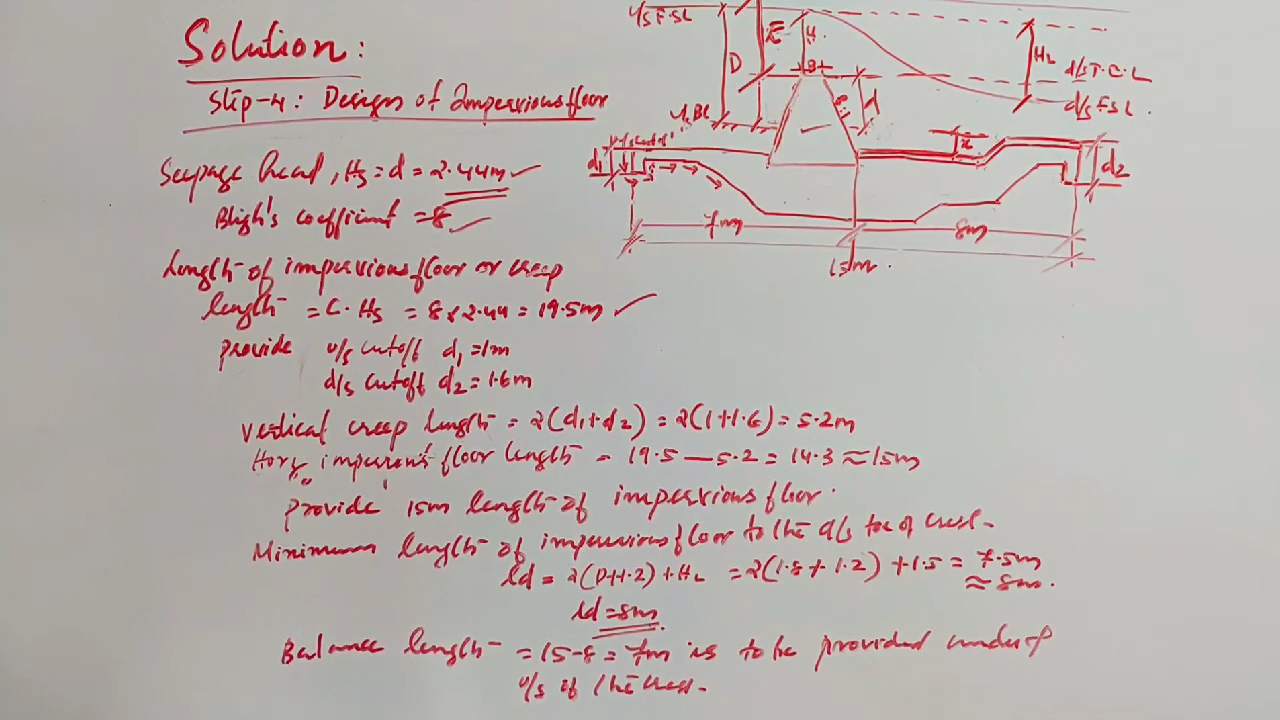 Solution:
Step-4: Design of Impervious floor
Seepage head, Hs = d = 2.44m
Bligh's coefficient = 8
Length of impervious floor or creep
length = C. Hs = 8 x 2.44 = 19.5m
provide u/s cutoff d1 = 1m
d/s cutoff d2 = 1.6m
Vertical creep length = 2(d1+d2) = 2(1+1.6) = 5.2m
Horz impervious floor length = 19.5 — 5.2 = 14.3 ≈ 15m
provide 15m length of impervious floor.
Minimum length of impervious floor to the d/s toe of crest.
ld = 2(D+1.2) + HL = 2(1.8+1.2) + 1.5 = 7.5m
≈ 8m.
ld = 8m
Balance length = 15-8 = 7m is to be provided under
u/s of the crest.
u/s F.S.L
D
E
H
B
d
HL
d/s T.E.L
d/s F.S.L.
u/s BL
u/s cutoff
d1
x
d2
7m
8m
15m.